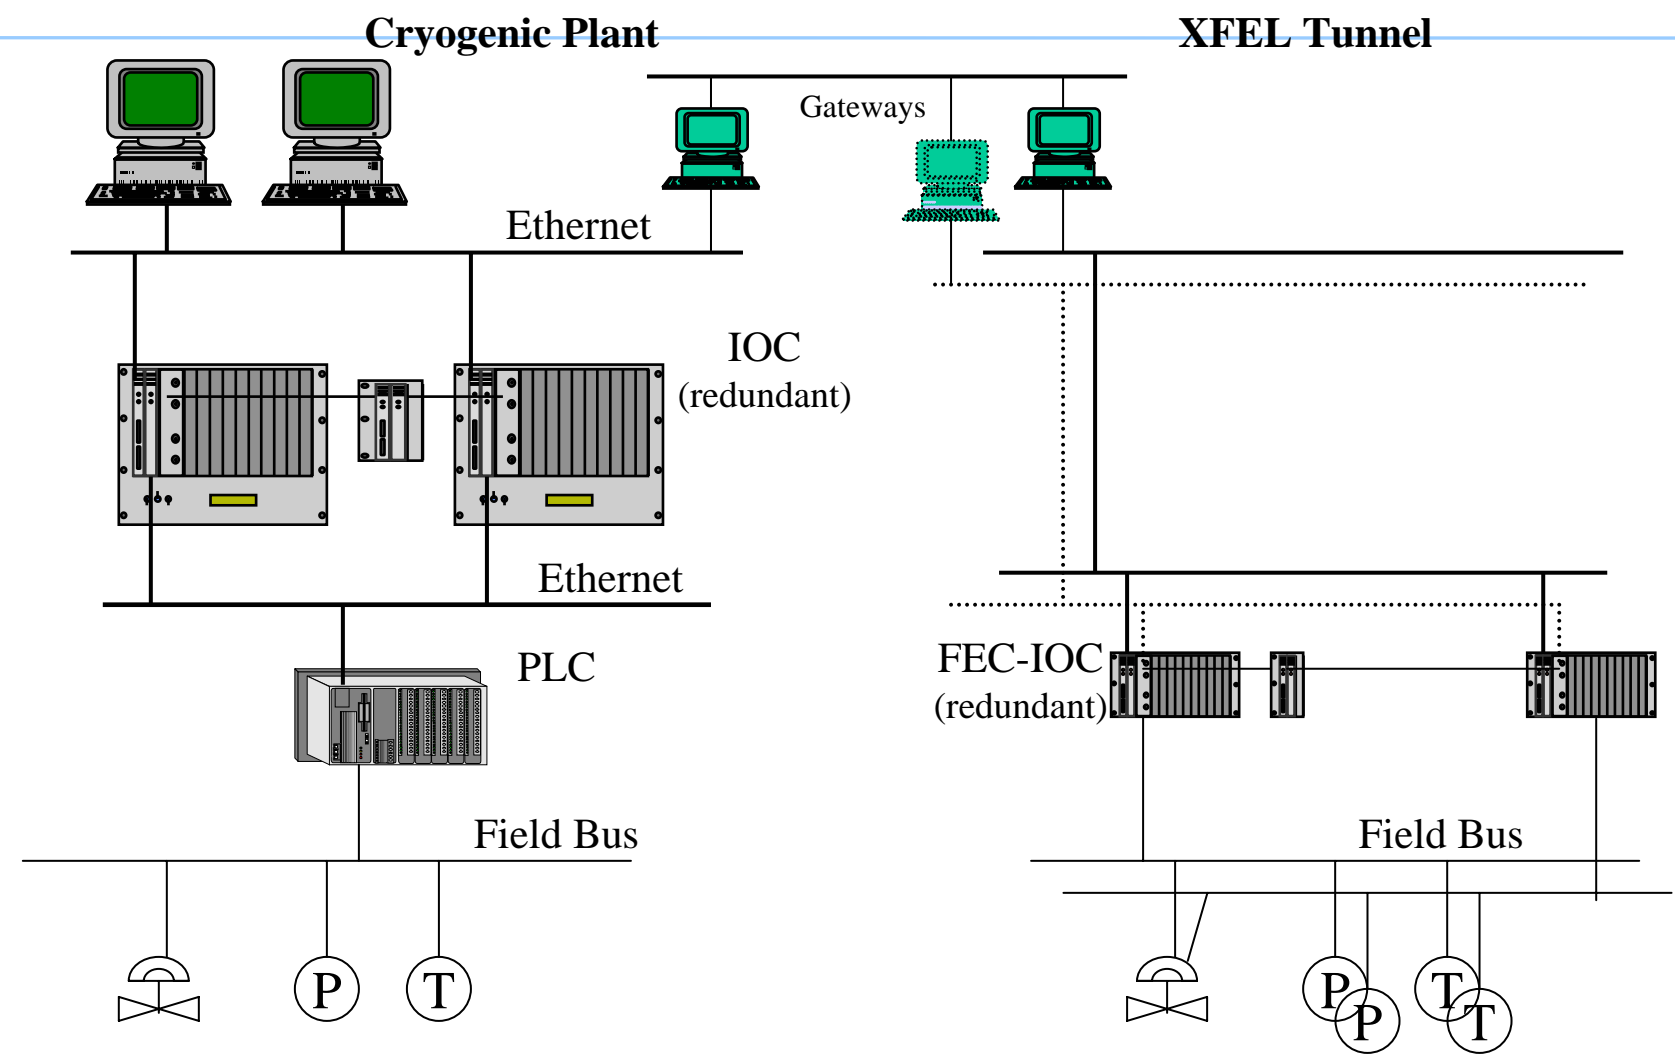 Cryogenic Plant
XFEL Tunnel
Gateways
Ethernet
IOC
(redundant)
Ethernet
PLC
FEC-IOC
(redundant)
Field Bus
Field Bus
P
T
P
T
P
T